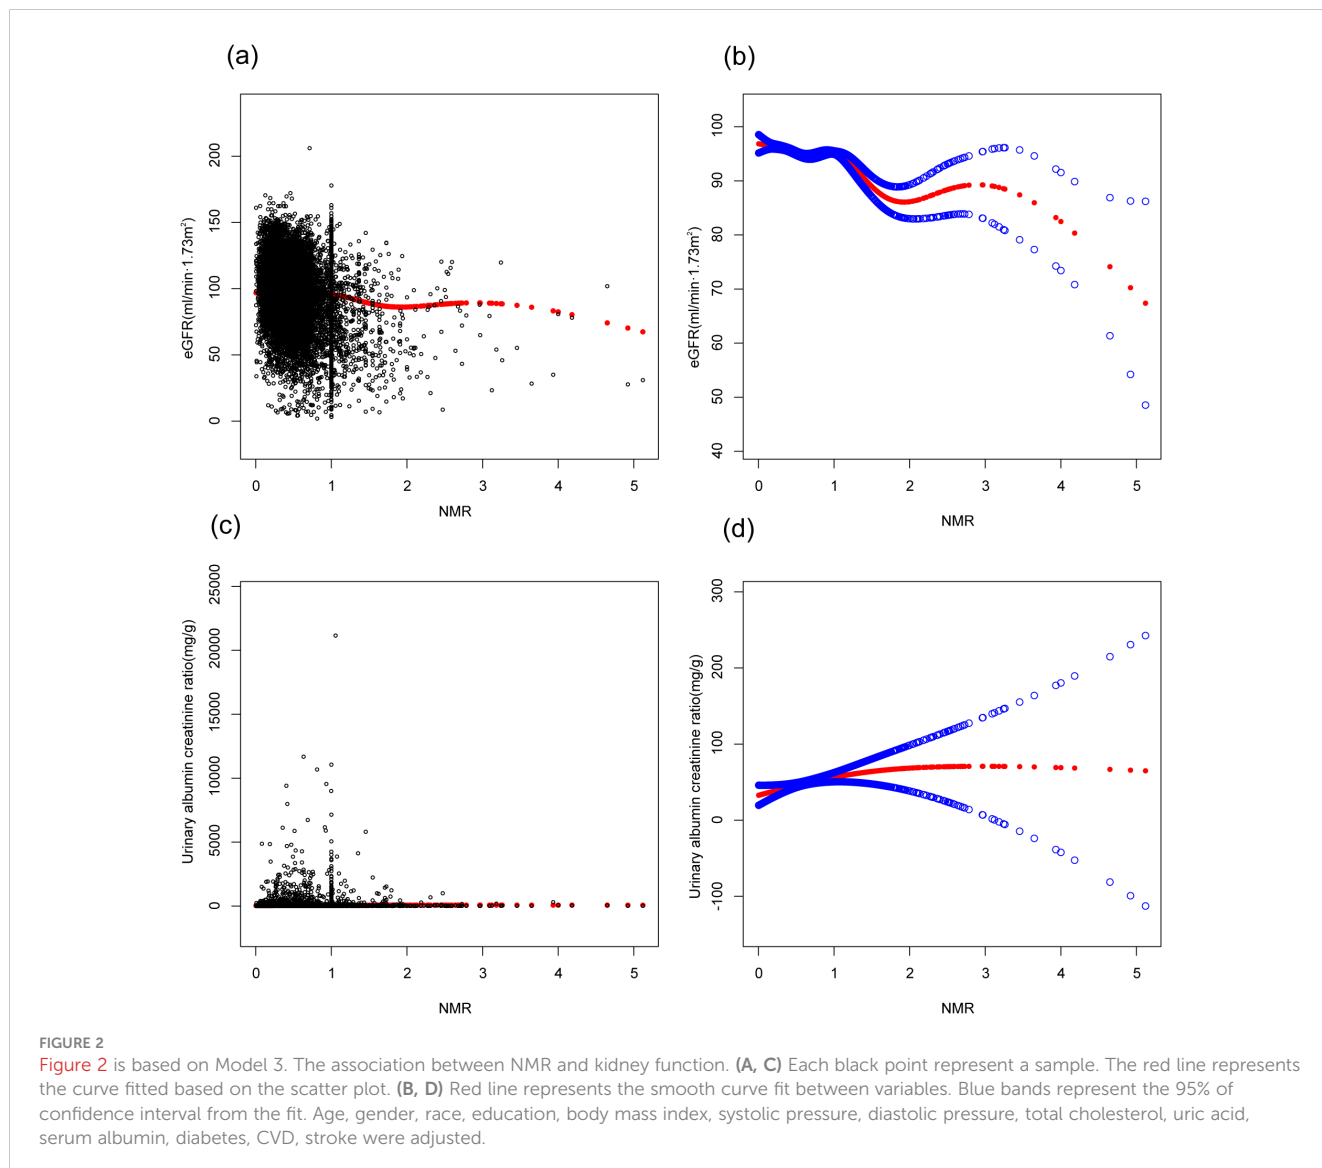 (a)
eGFR(ml/min·1.73m²)
200
150
100
50
0
0 1 2 3 4 5
NMR
(b)
eGFR(ml/min·1.73m²)
100
90
80
70
60
50
40
0 1 2 3 4 5
NMR
(c)
Urinary albumin creatinine ratio(mg/g)
25000
20000
15000
10000
5000
0
0 1 2 3 4 5
NMR
(d)
Urinary albumin creatinine ratio(mg/g)
300
200
100
0
-100
0 1 2 3 4 5
NMR
FIGURE 2
Figure 2 is based on Model 3. The association between NMR and kidney function. (A, C) Each black point represent a sample. The red line represents
the curve fitted based on the scatter plot. (B, D) Red line represents the smooth curve fit between variables. Blue bands represent the 95% of
confidence interval from the fit. Age, gender, race, education, body mass index, systolic pressure, diastolic pressure, total cholesterol, uric acid,
serum albumin, diabetes, CVD, stroke were adjusted.